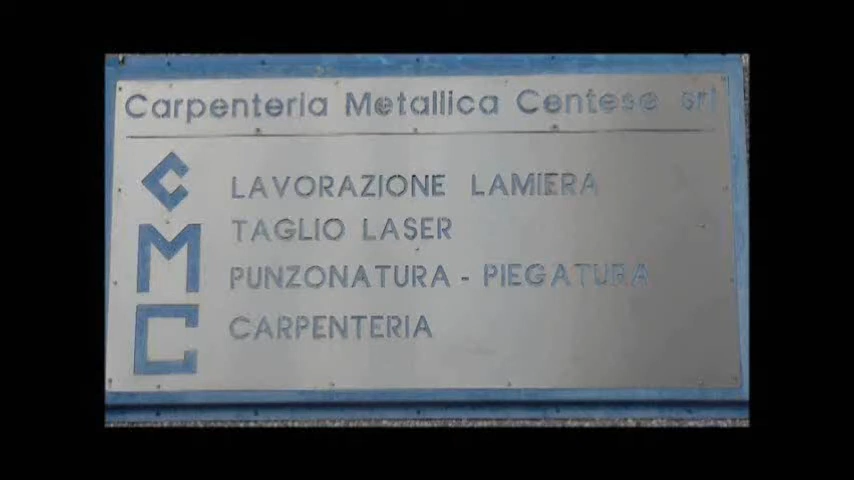 Carpenteria Metallica Centese srl
C
LAVORAZIONE LAMIERA
M
TAGLIO LASER
PUNZONATURA - PIEGATURA
C
CARPENTERIA